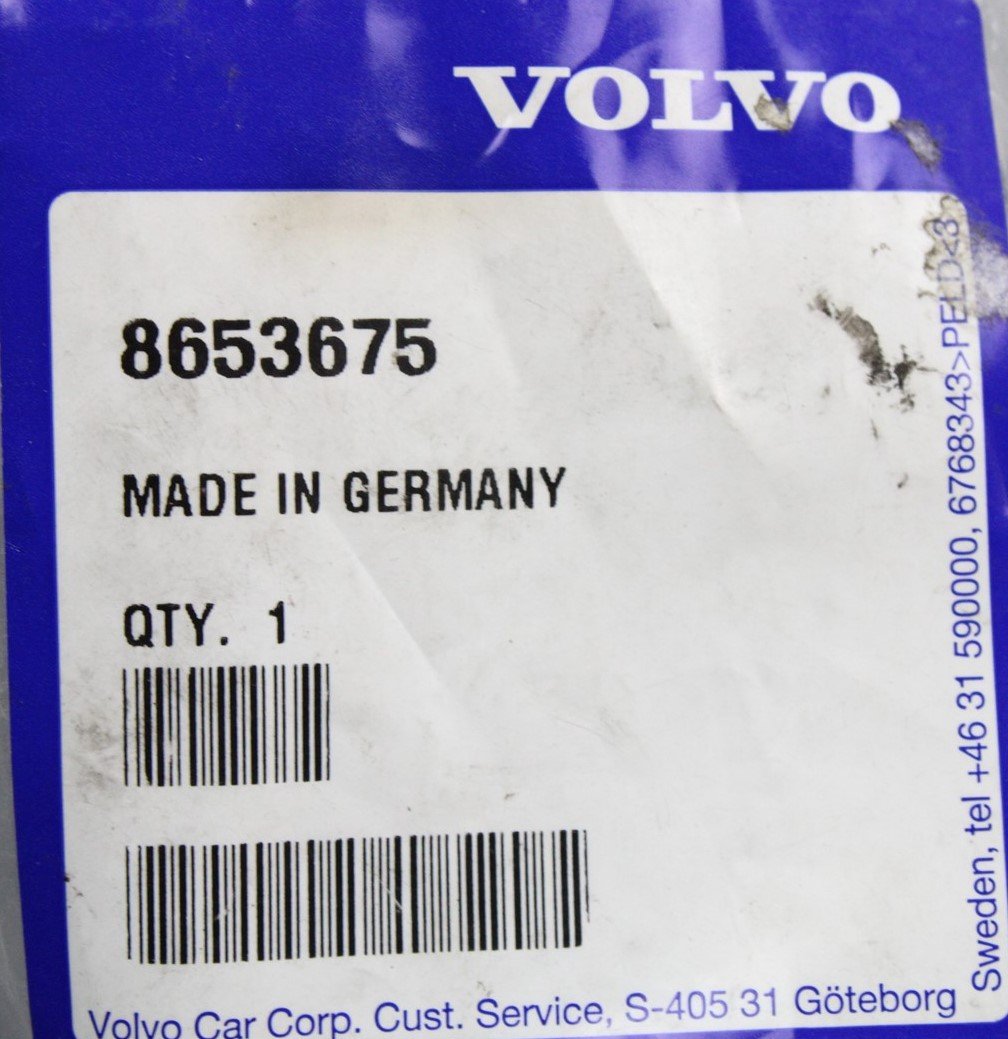 VOLVO
8653675
MADE IN GERMANY
QTY. 1
Volvo Car Corp. Cust. Service, S-405 31 Göteborg
Sweden, tel +46 31 590000, 6768343>PELD<3